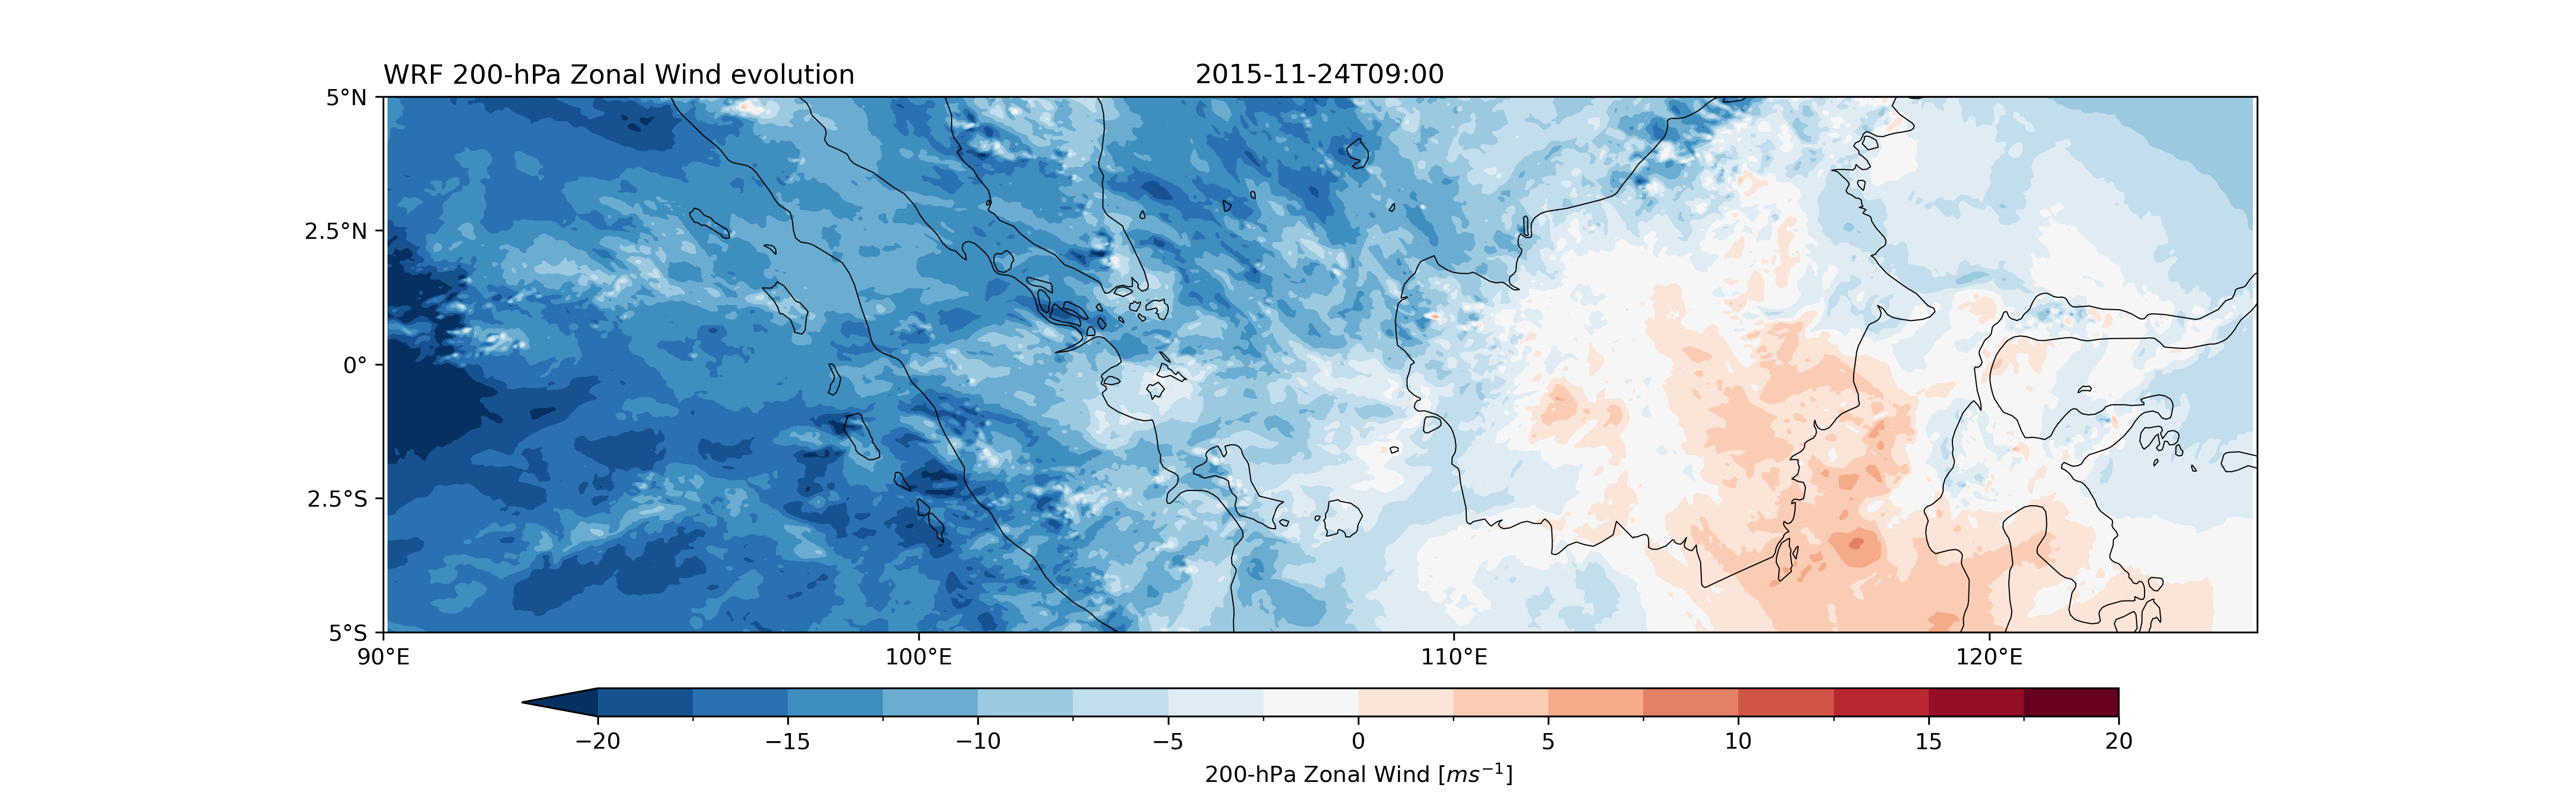 WRF 200-hPa Zonal Wind evolution
2015-11-24T09:00
5°N
2.5°N
0°
2.5°S
5°S
90°E 100°E 110°E 120°E
−20 −15 −10 −5 0 5 10 15 20
200-hPa Zonal Wind [ms⁻¹]